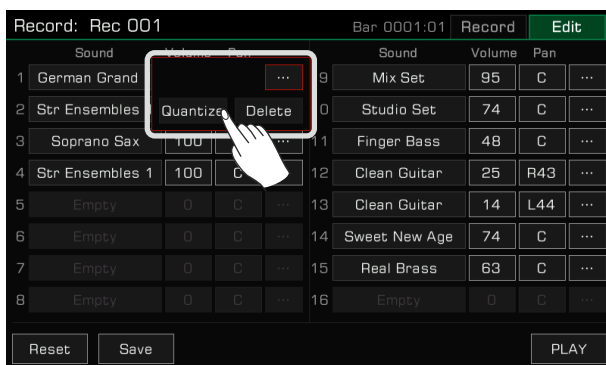 Record: Rec 001 Bar 0001:01 Record Edit
Sound Volume Pan Sound Volume Pan
1 German Grand ... 9 Mix Set 95 C ...
2 Str Ensembles Quantize Delete 0 Studio Set 74 C ...
3 Soprano Sax 100 ... 11 Finger Bass 48 C ...
4 Str Ensembles 1 100 C 12 Clean Guitar 25 R43 ...
5 Empty 0 C ... 13 Clean Guitar 14 L44 ...
6 Empty 0 C ... 14 Sweet New Age 74 C ...
7 Empty 0 C ... 15 Real Brass 63 C ...
8 Empty 0 C ... 16 Empty 0 C ...
Reset Save PLAY